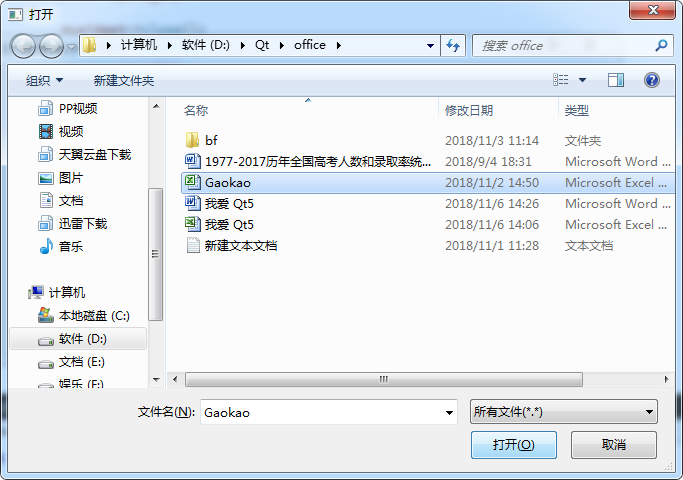 打开
计算机 软件 (D:) Qt office
搜索 office
组织 新建文件夹
名称 修改日期 类型
PP视频
视频
天翼云盘下载
图片
文档
迅雷下载
音乐
计算机
本地磁盘 (C:)
软件 (D:)
文档 (E:)
娱乐 (F:)
bf 2018/11/3 11:14 文件夹
1977-2017历年全国高考人数和录取率统... 2018/9/4 18:31 Microsoft Word ...
Gaokao 2018/11/2 14:50 Microsoft Excel ...
我爱 Qt5 2018/11/6 14:26 Microsoft Word ...
我爱 Qt5 2018/11/6 14:06 Microsoft Excel ...
新建文本文档 2018/11/1 11:28 文本文档
文件名(N): Gaokao 所有文件(*.*)
打开(O) 取消